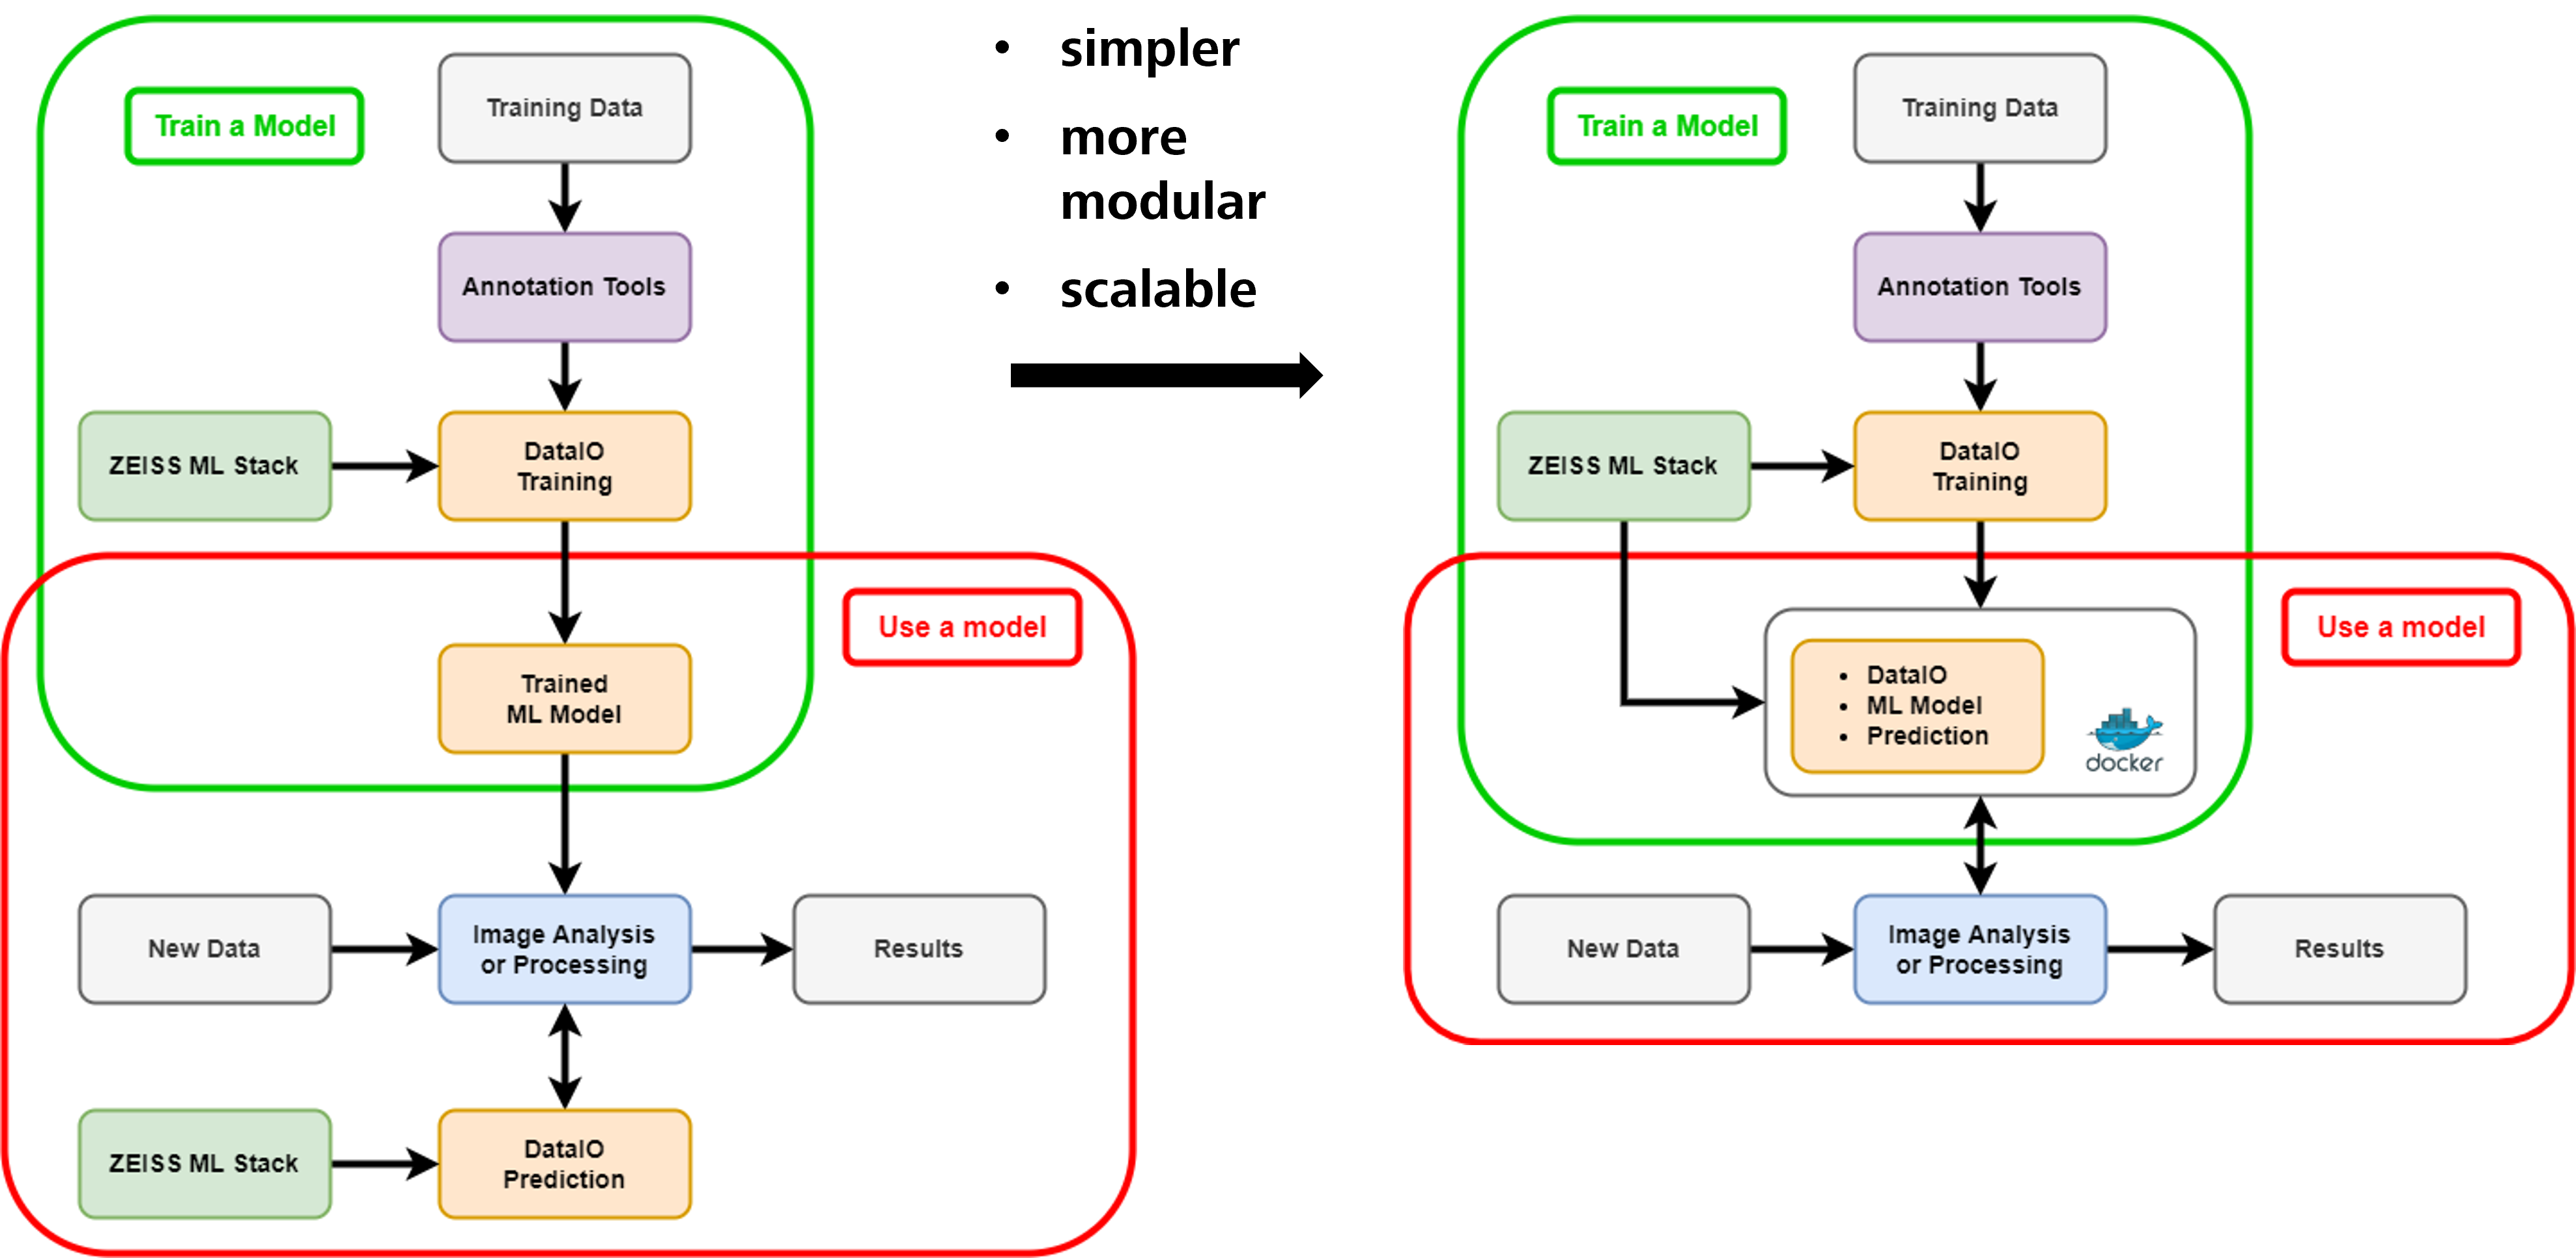 Train a Model
Training Data
Annotation Tools
ZEISS ML Stack
DataIO
Training
Use a model
Trained
ML Model
New Data
Image Analysis
or Processing
Results
ZEISS ML Stack
DataIO
Prediction
• simpler
• more
modular
• scalable
Train a Model
Training Data
Annotation Tools
ZEISS ML Stack
DataIO
Training
Use a model
• DataIO
• ML Model
• Prediction
docker
New Data
Image Analysis
or Processing
Results